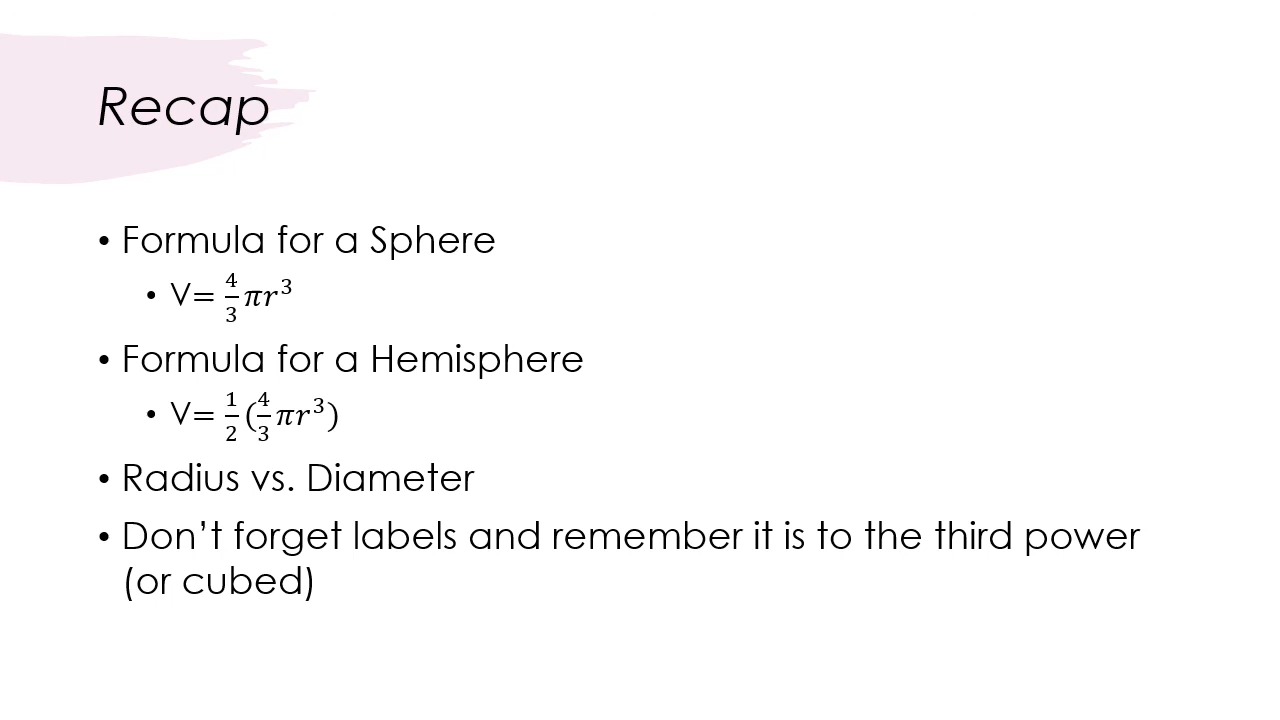 Recap
• Formula for a Sphere
• V= 4/3 πr³
• Formula for a Hemisphere
• V= 1/2 (4/3 πr³)
• Radius vs. Diameter
• Don’t forget labels and remember it is to the third power
(or cubed)